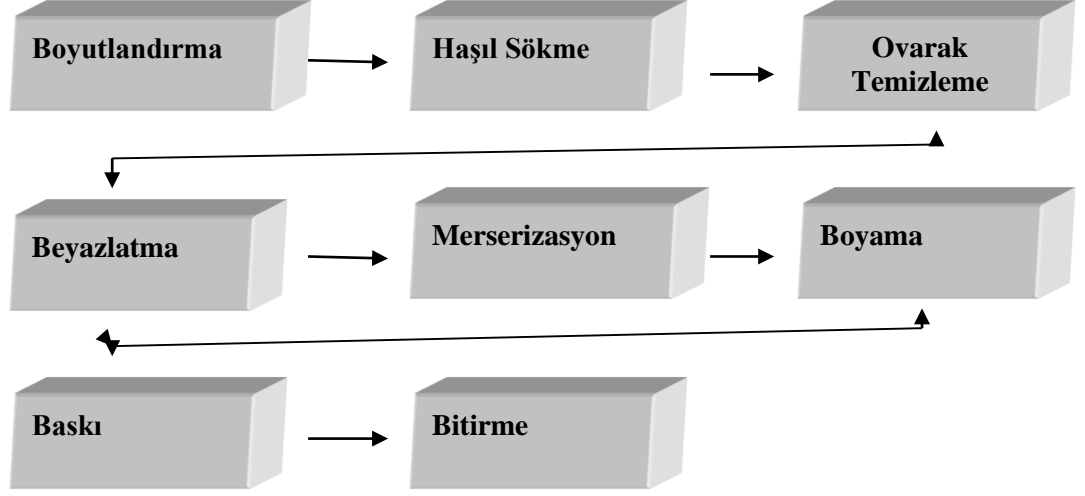 Boyutlandırma
Haşıl Sökme
Ovarak
Temizleme
Beyazlatma
Merserizasyon
Boyama
Baskı
Bitirme